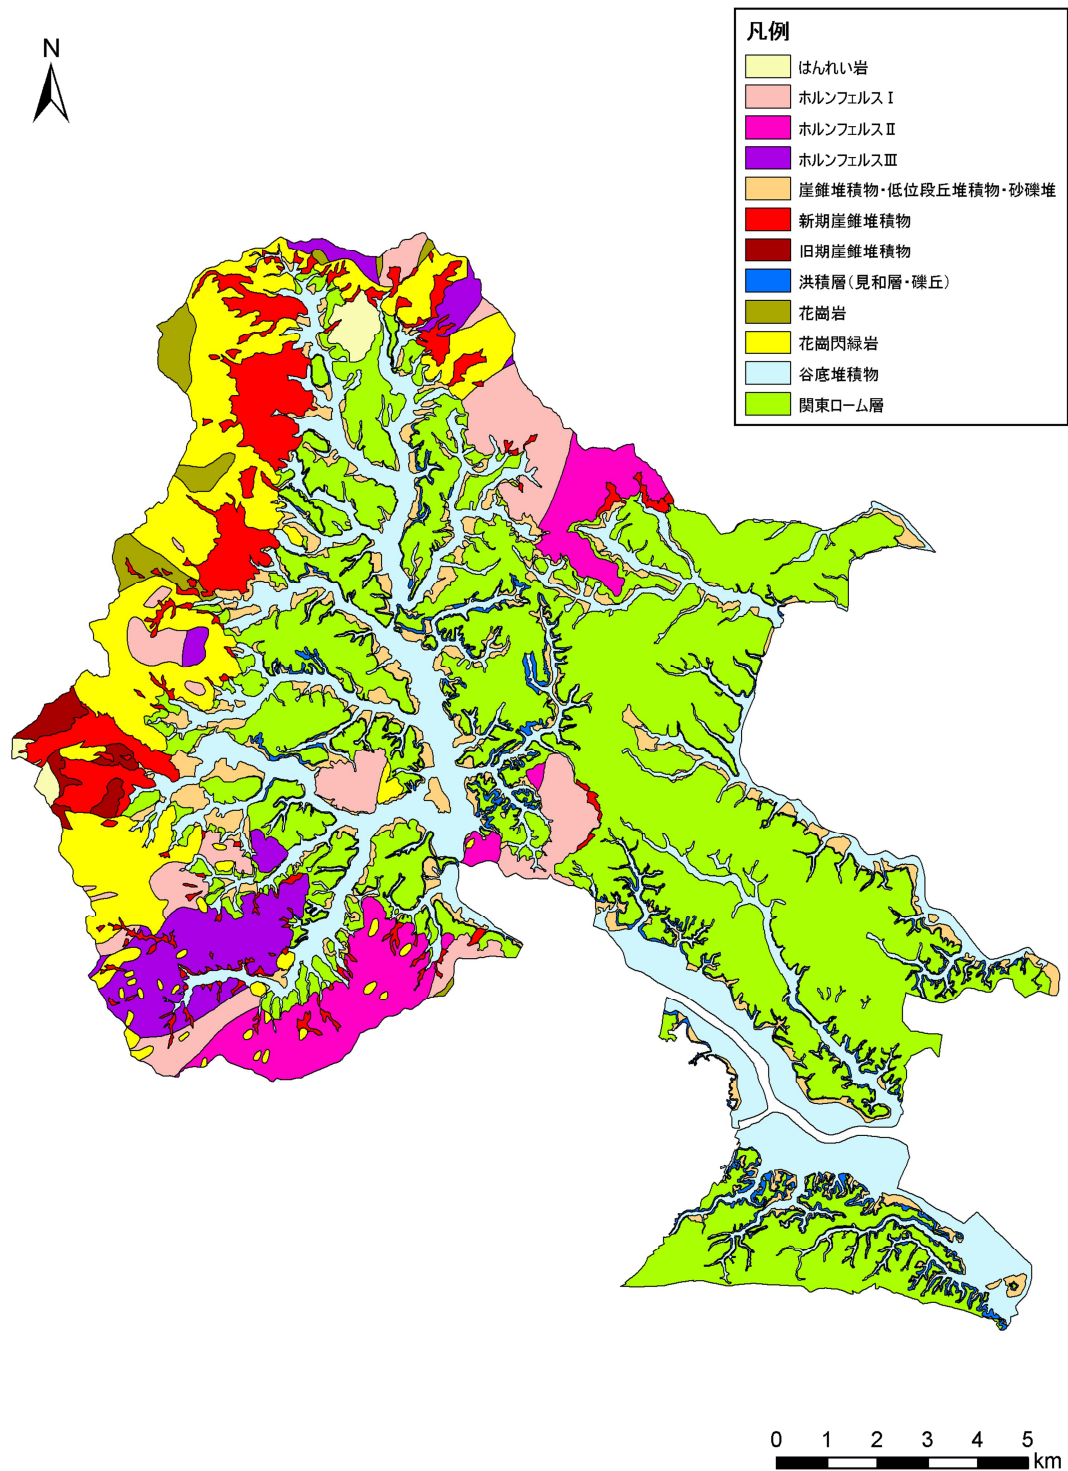 凡例
はんれい岩
ホルンフェルスⅠ
ホルンフェルスⅡ
ホルンフェルスⅢ
崖錐堆積物・低位段丘堆積物・砂礫堆
新期崖錐堆積物
旧期崖錐堆積物
洪積層(見和層・礫丘)
花崗岩
花崗閃緑岩
谷底堆積物
関東ローム層
N
0 1 2 3 4 5
km